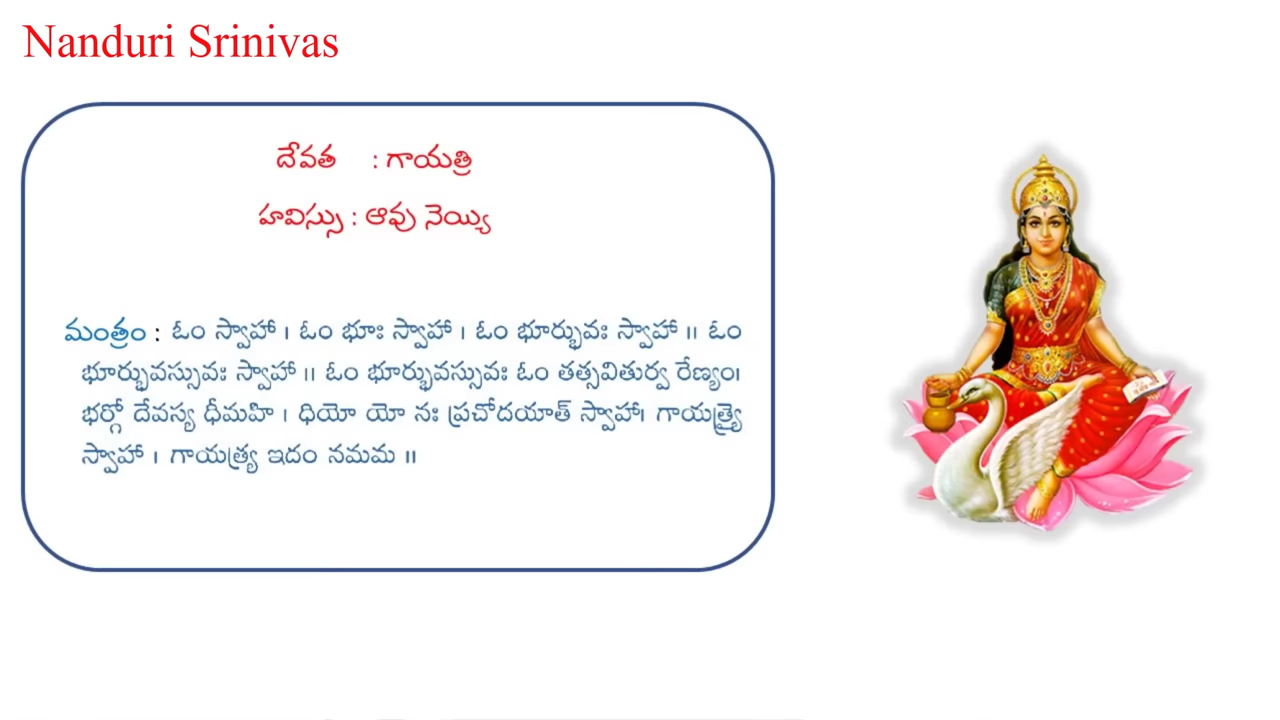 Nanduri Srinivas
దేవత : గాయత్రి
హవిస్సు : ఆవు నెయ్యి
మంత్రం : ఓం స్వాహా । ఓం భూః స్వాహా । ఓం భూర్భువః స్వాహా ।। ఓం
భూర్భువస్సువః స్వాహా ।। ఓం భూర్భువస్సువః ఓం తత్సవితుర్వ రేణ్యం।
భర్గో దేవస్య ధీమహి । ధియో యో నః ప్రచోదయాత్ స్వాహా। గాయత్ర్యై
స్వాహా । గాయత్ర్య ఇదం నమమ ॥